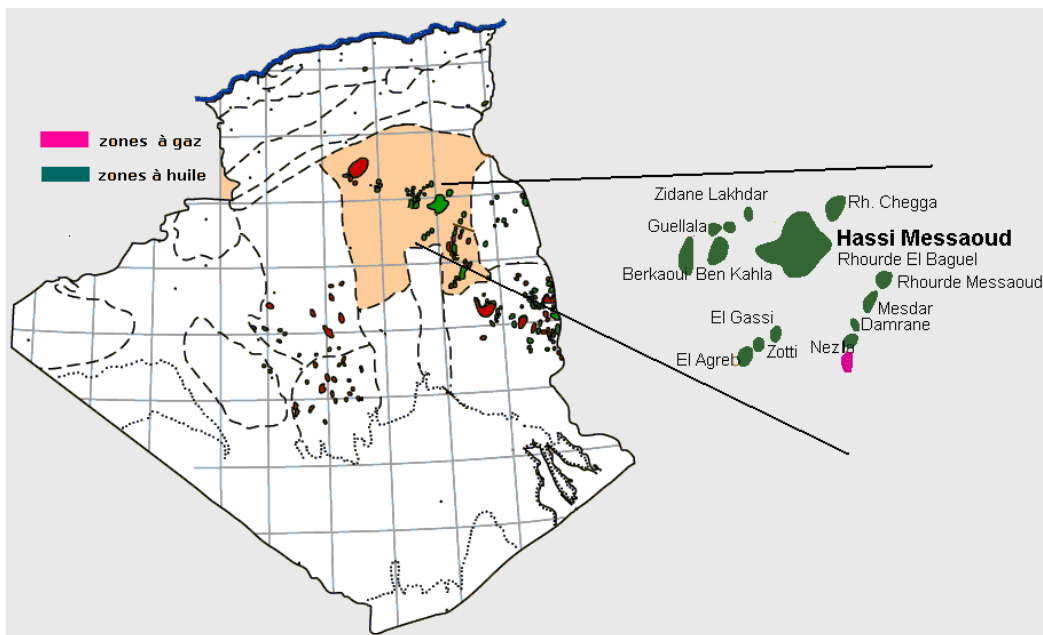 zones à gaz
zones à huile
Zidane Lakhdar
Rh. Chegga
Guellala
Hassi Messaoud
Rhourde El Baguel
Berkaoui Ben Kahla
Rhourde Messaoud
Mesdar
El Gassi
Damrane
Nezla
Zotti
El Agreb